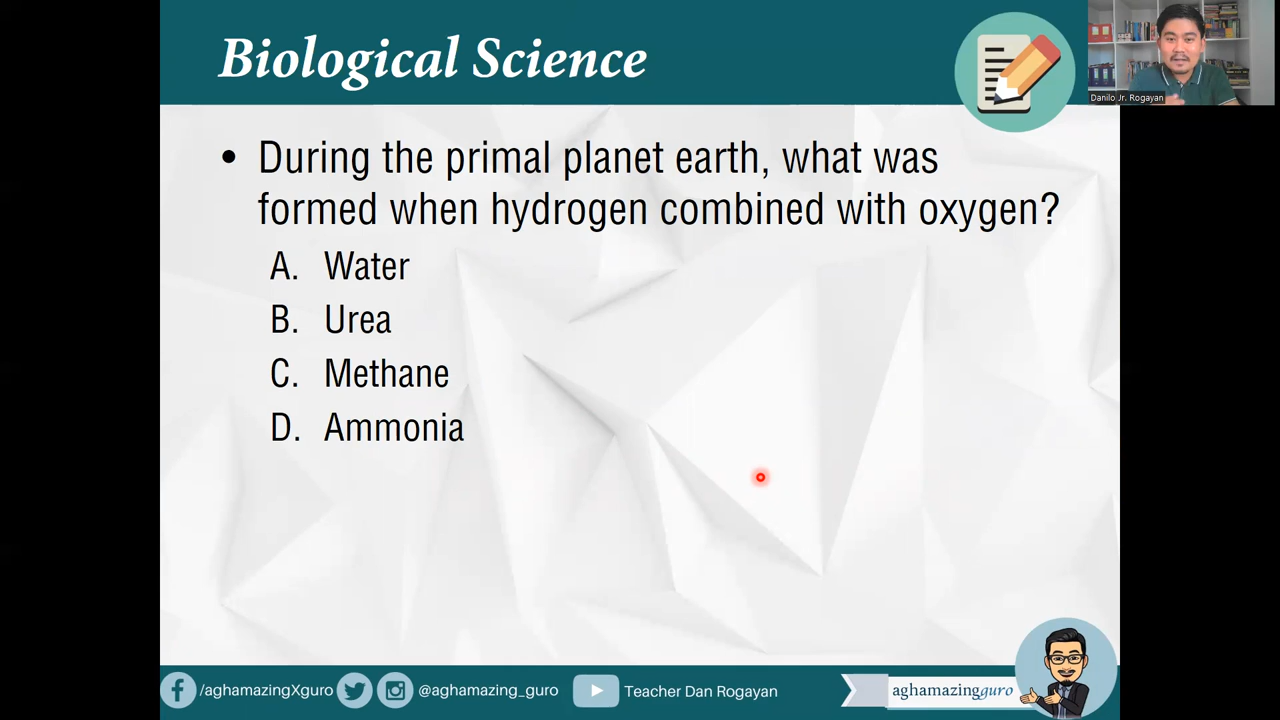 Biological Science
Danilo Jr. Rogayan
• During the primal planet earth, what was
formed when hydrogen combined with oxygen?
A. Water
B. Urea
C. Methane
D. Ammonia
/aghamazingXguro
@aghamazing_guro
Teacher Dan Rogayan
aghamazingguro